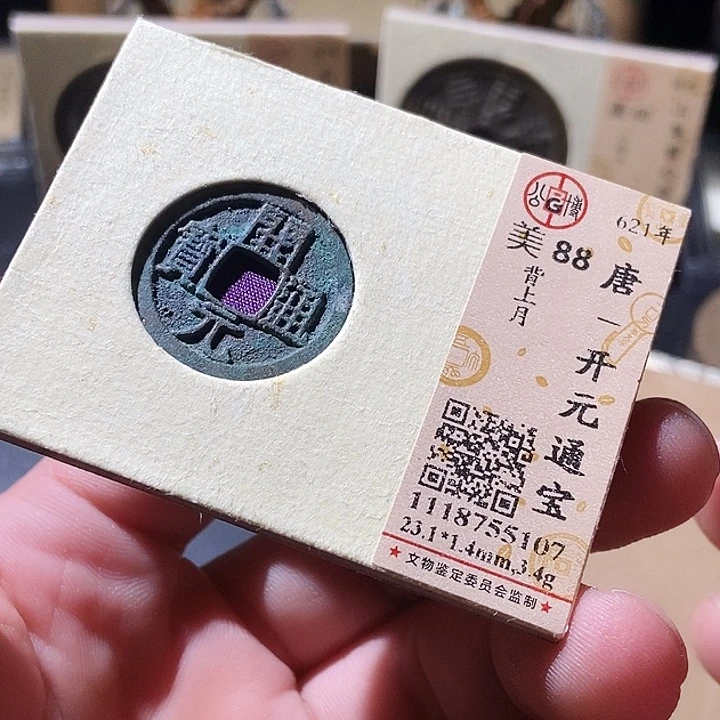 開
元
通
寳
621年
唐一开元通宝
美 88
背上月
1118755107
23.1*1.4mm,3.4g
★文物鉴定委员会监制★